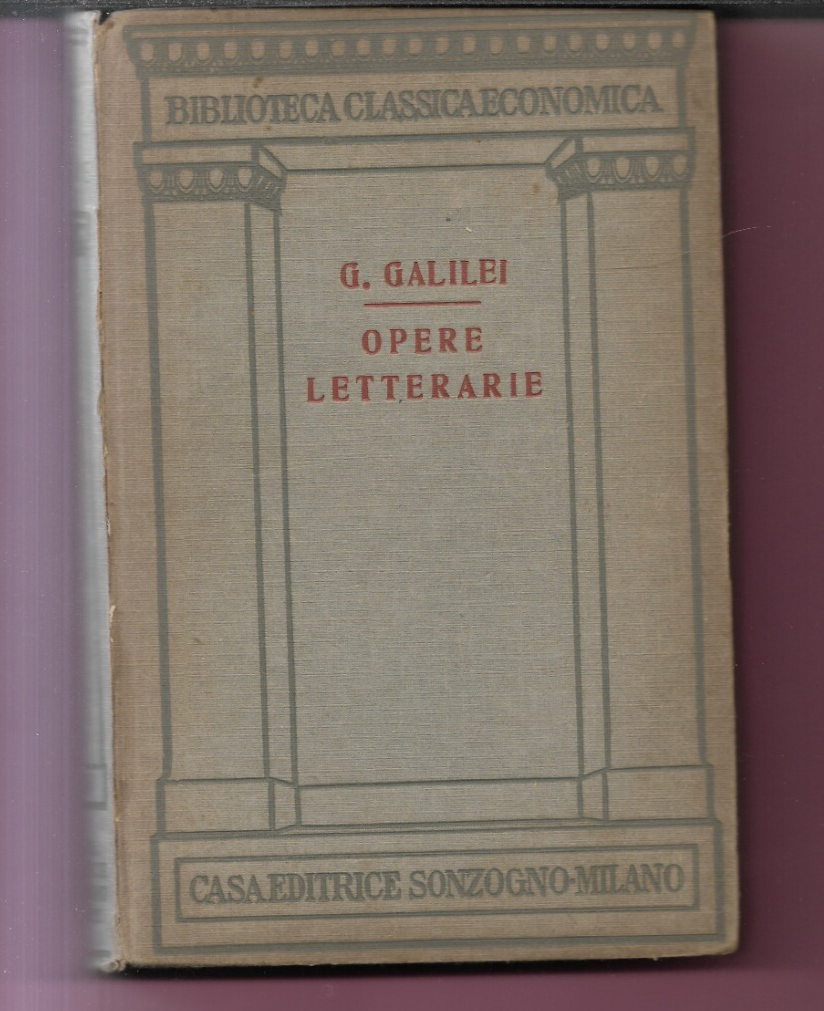 BIBLIOTECA CLASSICA ECONOMICA
G. GALILEI
OPERE
LETTERARIE
CASA EDITRICE SONZOGNO-MILANO